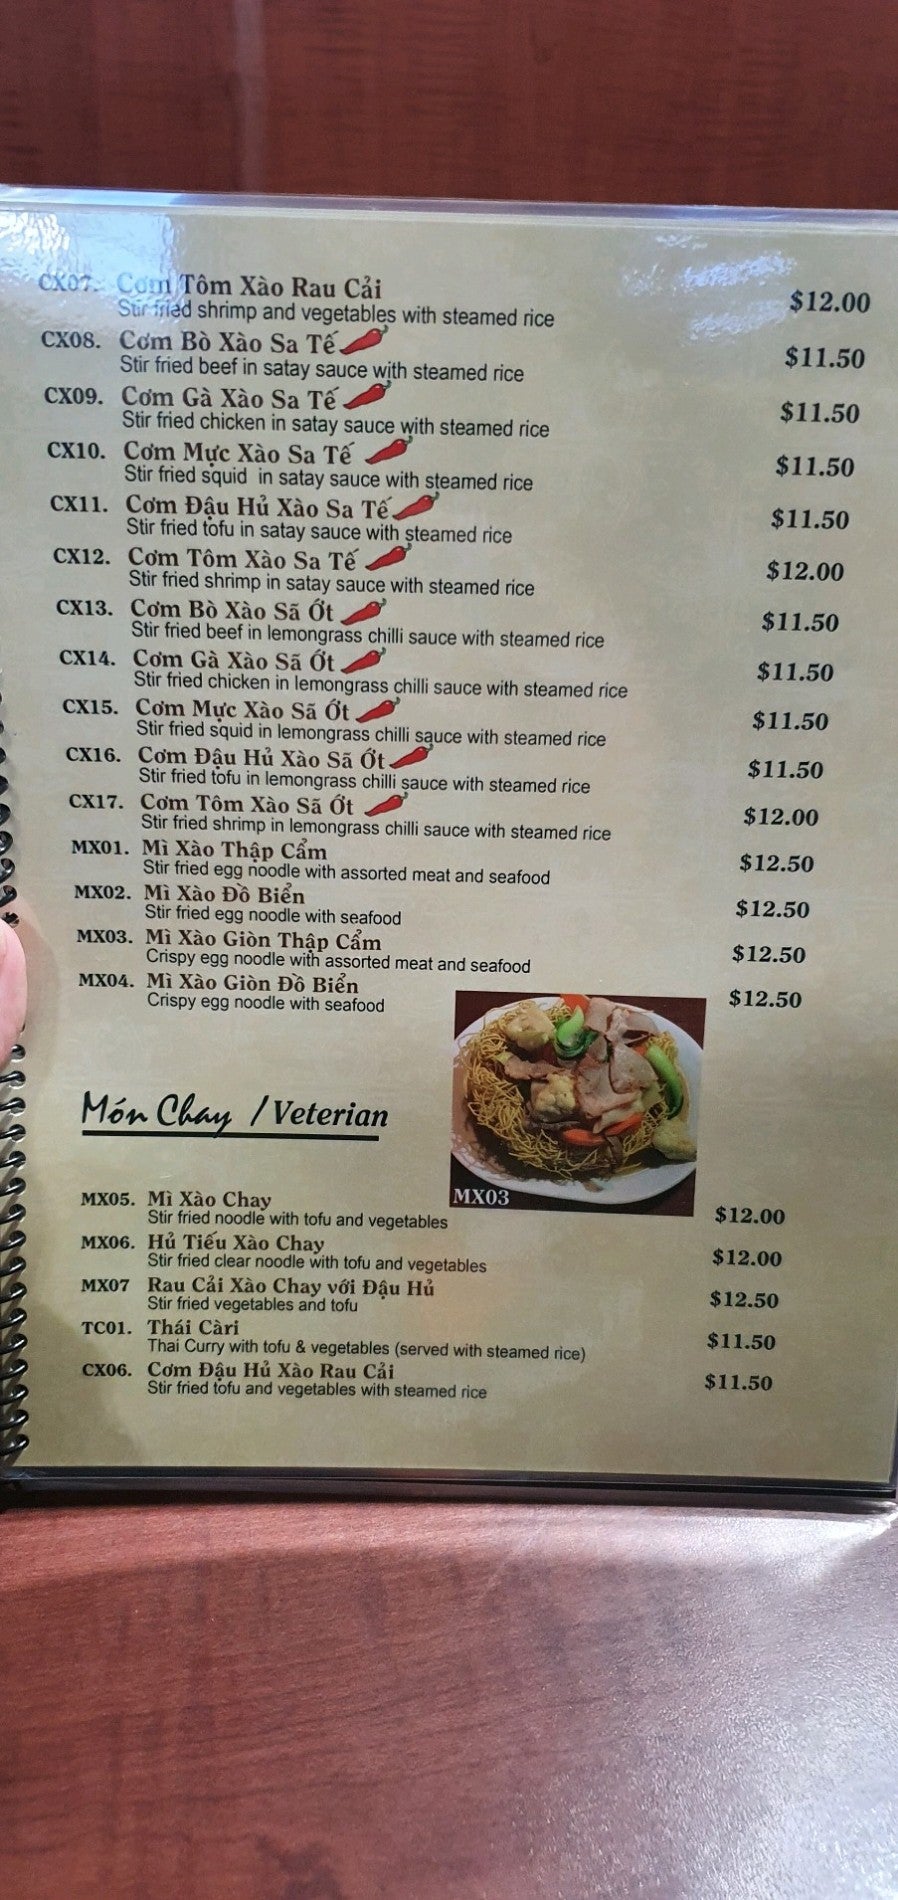 CX07. Cơm Tôm Xào Rau Cải $12.00
Stir fried shrimp and vegetables with steamed rice
CX08. Cơm Bò Xào Sa Tế $11.50
Stir fried beef in satay sauce with steamed rice
CX09. Cơm Gà Xào Sa Tế $11.50
Stir fried chicken in satay sauce with steamed rice
CX10. Cơm Mực Xào Sa Tế $11.50
Stir fried squid in satay sauce with steamed rice
CX11. Cơm Đậu Hủ Xào Sa Tế $11.50
Stir fried tofu in satay sauce with steamed rice
CX12. Cơm Tôm Xào Sa Tế $12.00
Stir fried shrimp in satay sauce with steamed rice
CX13. Cơm Bò Xào Sã Ớt $11.50
Stir fried beef in lemongrass chilli sauce with steamed rice
CX14. Cơm Gà Xào Sã Ớt $11.50
Stir fried chicken in lemongrass chilli sauce with steamed rice
CX15. Cơm Mực Xào Sã Ớt $11.50
Stir fried squid in lemongrass chilli sauce with steamed rice
CX16. Cơm Đậu Hủ Xào Sã Ớt $11.50
Stir fried tofu in lemongrass chilli sauce with steamed rice
CX17. Cơm Tôm Xào Sã Ớt $12.00
Stir fried shrimp in lemongrass chilli sauce with steamed rice
MX01. Mì Xào Thập Cẩm $12.50
Stir fried egg noodle with assorted meat and seafood
MX02. Mì Xào Đồ Biển $12.50
Stir fried egg noodle with seafood
MX03. Mì Xào Giòn Thập Cẩm $12.50
Crispy egg noodle with assorted meat and seafood
MX04. Mì Xào Giòn Đồ Biển $12.50
Crispy egg noodle with seafood
Món Chay / Veterian
MX03
MX05. Mì Xào Chay $12.00
Stir fried noodle with tofu and vegetables
MX06. Hủ Tiếu Xào Chay $12.00
Stir fried clear noodle with tofu and vegetables
MX07 Rau Cải Xào Chay với Đậu Hủ $12.50
Stir fried vegetables and tofu
TC01. Thái Càri $11.50
Thai Curry with tofu & vegetables (served with steamed rice)
CX06. Cơm Đậu Hủ Xào Rau Cải $11.50
Stir fried tofu and vegetables with steamed rice